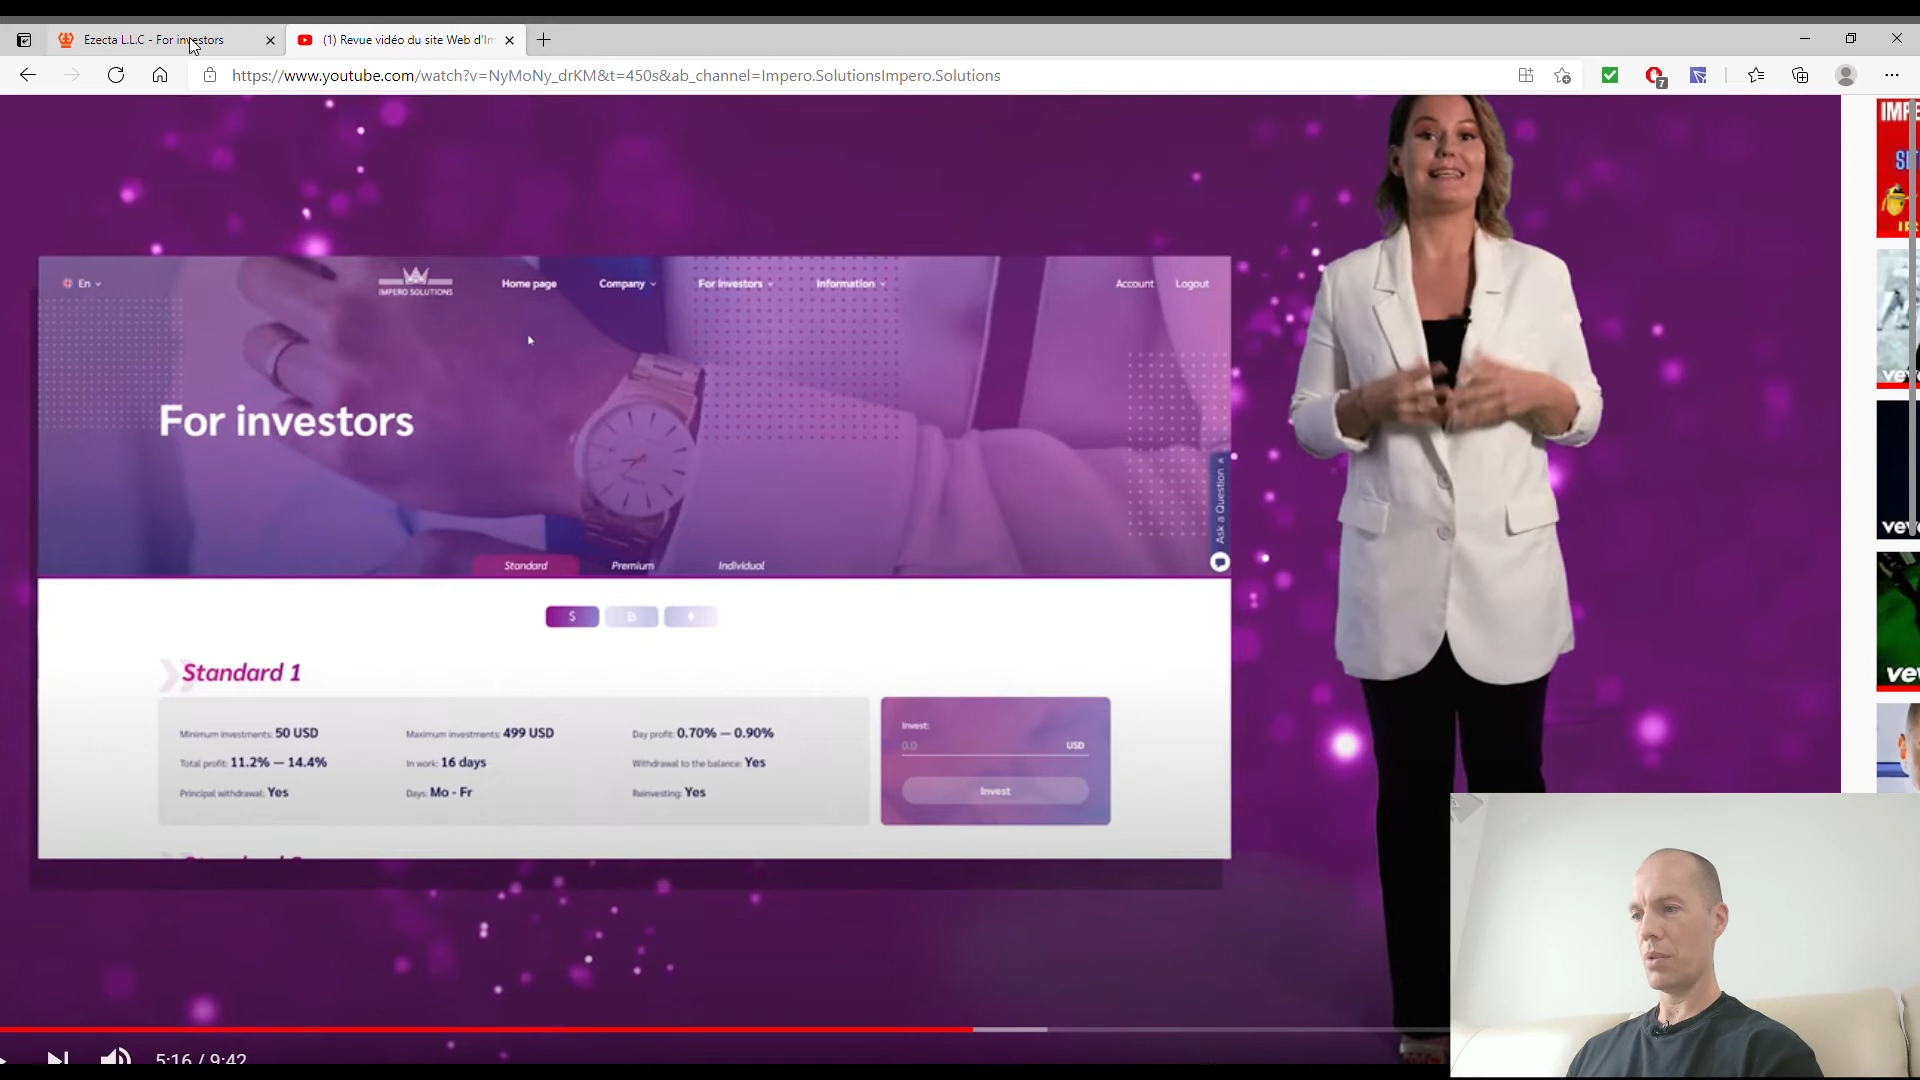 Ezecta L.L.C - For investors
(1) Revue vidéo du site Web d'Im
https://www.youtube.com/watch?v=NyMoNy_drKM&t=450s&ab_channel=Impero.SolutionsImpero.Solutions
7
En
IMPERO SOLUTIONS
Home page
Company
For investors
Information
Account
Logout
For investors
Ask a Question
Standard
Premium
Individual
$
B
Standard 1
Minimum investments: 50 USD
Maximum investments: 499 USD
Day profit: 0.70% — 0.90%
Total profit: 11.2% — 14.4%
In work: 16 days
Withdrawal to the balance: Yes
Principal withdrawal: Yes
Days: Mo - Fr
Reinvesting: Yes
Invest:
0.0
USD
Invest
5:16 / 9:42